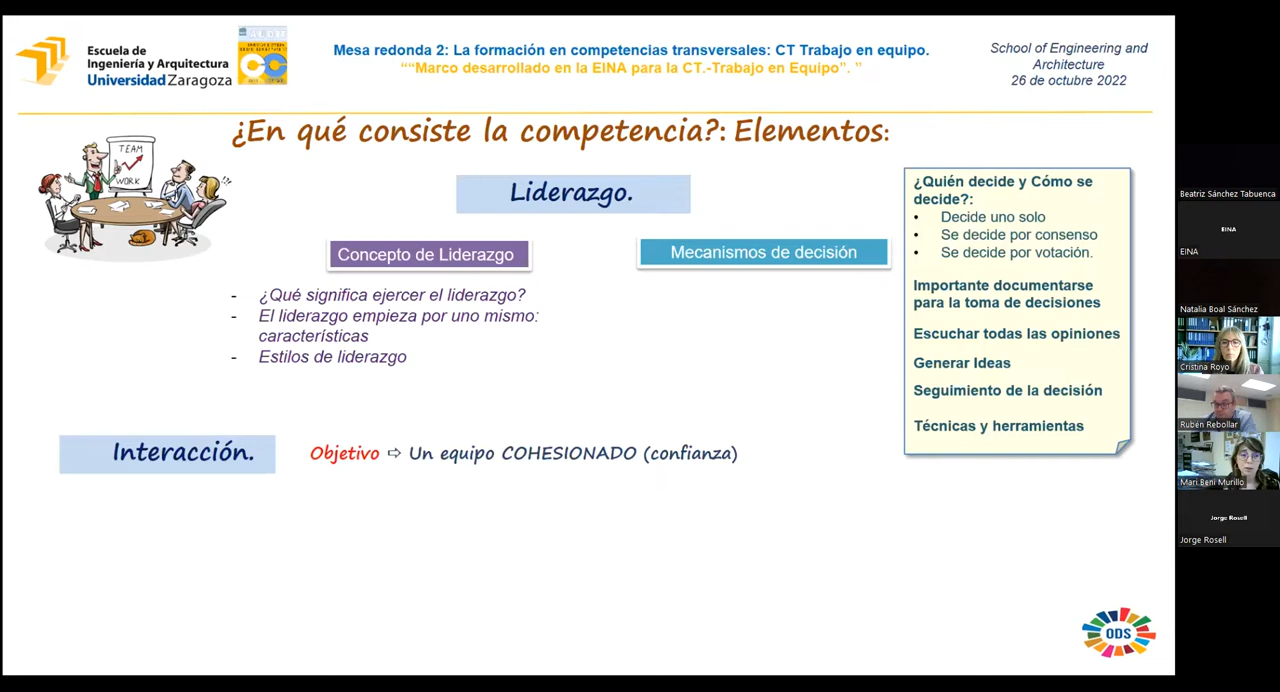 Escuela de
Ingeniería y Arquitectura
Universidad Zaragoza
Mesa redonda 2: La formación en competencias transversales: CT Trabajo en equipo.
““Marco desarrollado en la EINA para la CT.-Trabajo en Equipo”. ”
School of Engineering and
Architecture
26 de octubre 2022
¿En qué consiste la competencia?: Elementos:
TEAM
WORK
Liderazgo.
Concepto de Liderazgo
- ¿Qué significa ejercer el liderazgo?
- El liderazgo empieza por uno mismo:
características
- Estilos de liderazgo
Mecanismos de decisión
¿Quién decide y Cómo se
decide?:
• Decide uno solo
• Se decide por consenso
• Se decide por votación.
Importante documentarse
para la toma de decisiones
Escuchar todas las opiniones
Generar Ideas
Seguimiento de la decisión
Técnicas y herramientas
Interacción.
Objetivo ⇨ Un equipo COHESIONADO (confianza)
ODS
Beatriz Sánchez Tabuenca
EINA
EINA
Natalia Boal Sánchez
Cristina Royo
Rubén Rebollar
Mari.Beni Murillo
Jorge Rosell
Jorge Rosell